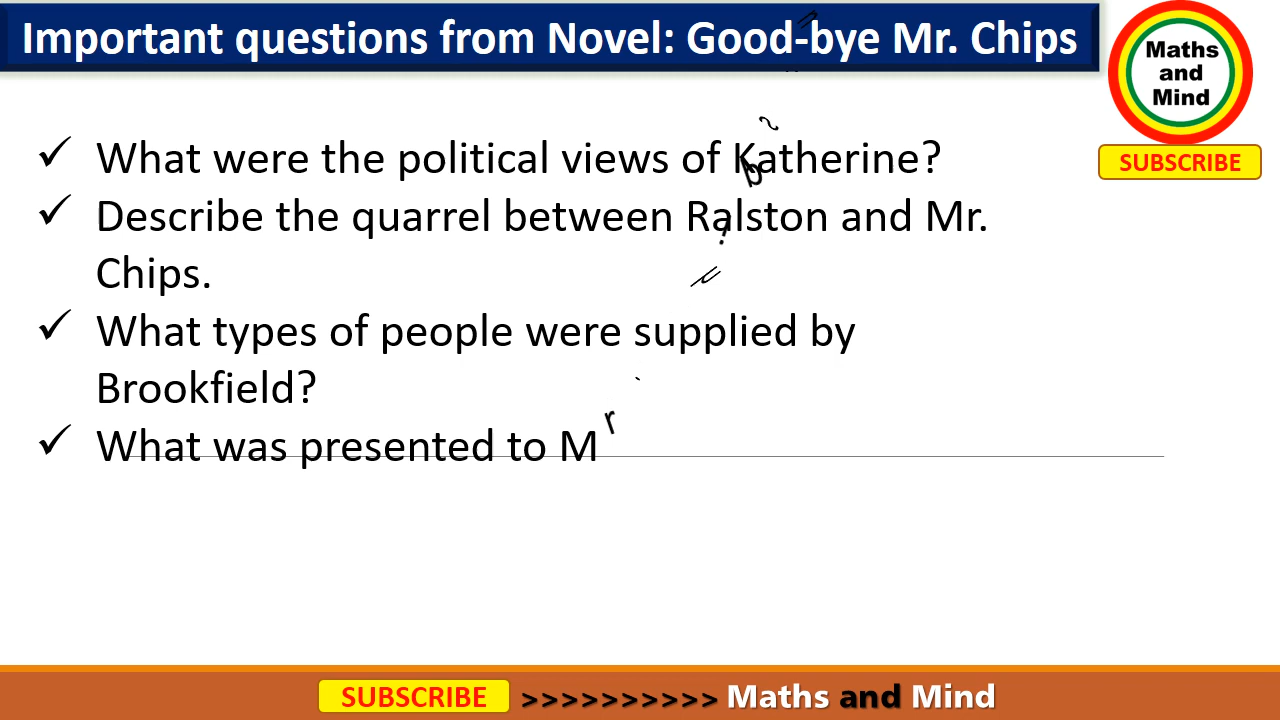 Important questions from Novel: Good-bye Mr. Chips
Maths
and
Mind
SUBSCRIBE
✓ What were the political views of Katherine?
✓ Describe the quarrel between Ralston and Mr.
Chips.
✓ What types of people were supplied by
Brookfield?
✓ What was presented to Mr
SUBSCRIBE >>>>>>>>>> Maths and Mind